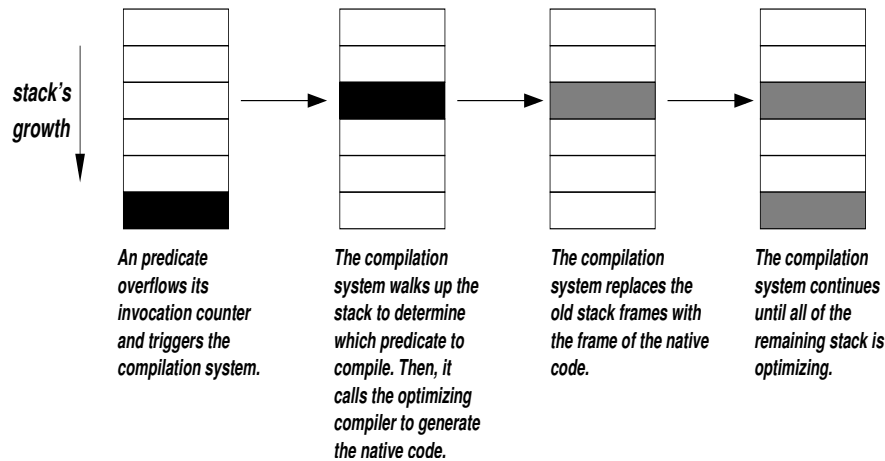 stack's
growth
An predicate
overflows its
invocation counter
and triggers the
compilation system.
The compilation
system walks up the
stack to determine
which predicate to
compile. Then, it
calls the optimizing
compiler to generate
the native code.
The compilation
system replaces the
old stack frames with
the frame of the native
code.
The compilation
system continues
until all of the
remaining stack is
optimizing.